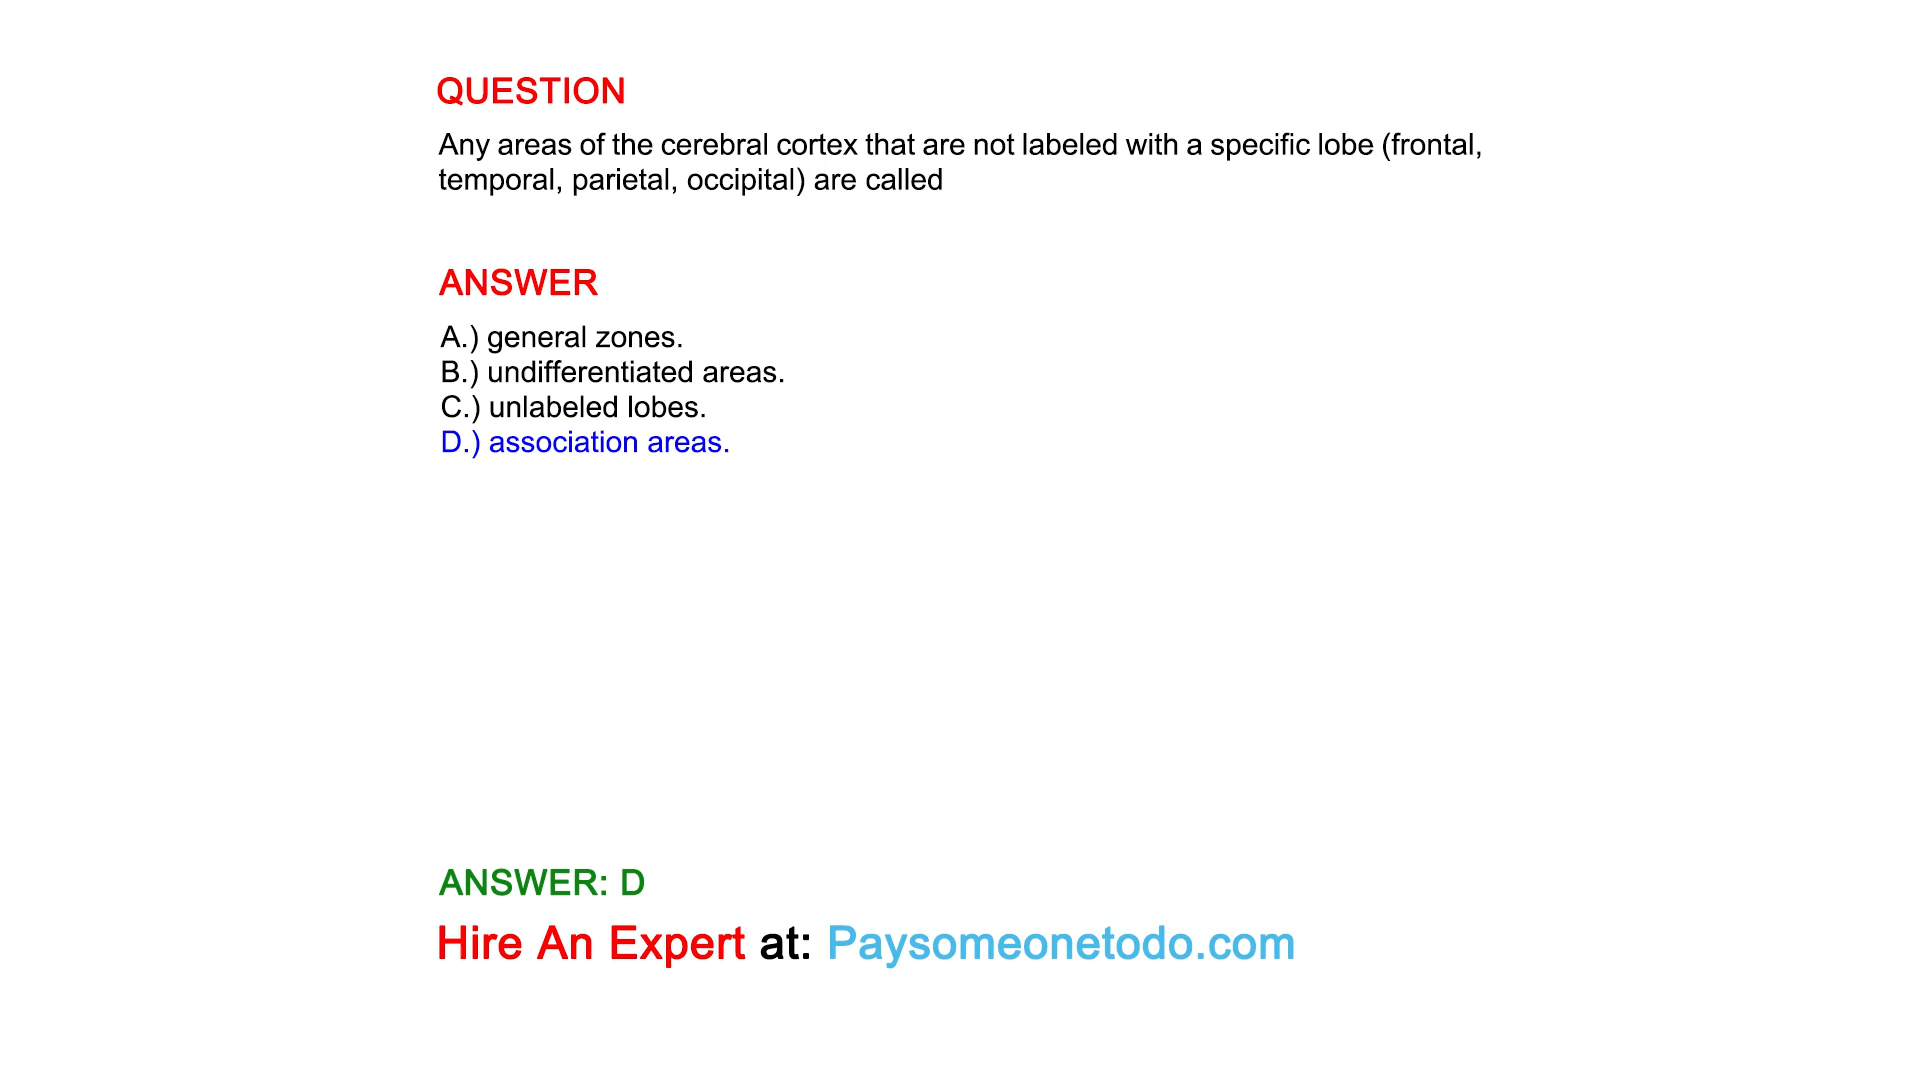 QUESTION
Any areas of the cerebral cortex that are not labeled with a specific lobe (frontal,
temporal, parietal, occipital) are called
ANSWER
A.) general zones.
B.) undifferentiated areas.
C.) unlabeled lobes.
D.) association areas.
ANSWER: D
Hire An Expert at: Paysomeonetodo.com